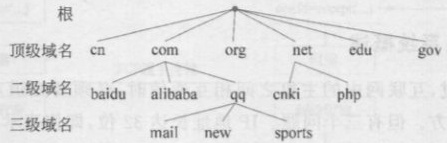 根
顶级域名 cn com org net edu gov
二级域名 baidu alibaba qq cnki php
三级域名 mail new sports